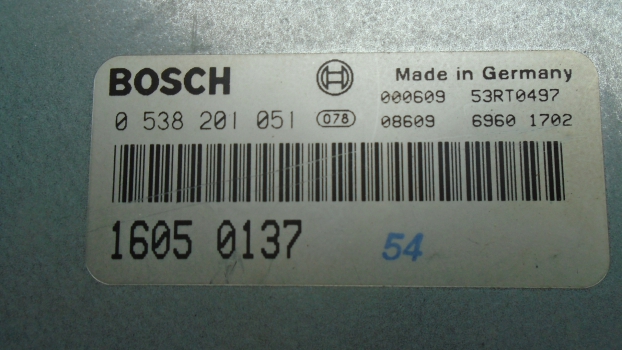 BOSCH
Made in Germany
000609 53RT0497
0 538 201 051 078 08609 6960 1702
1605 0137 54